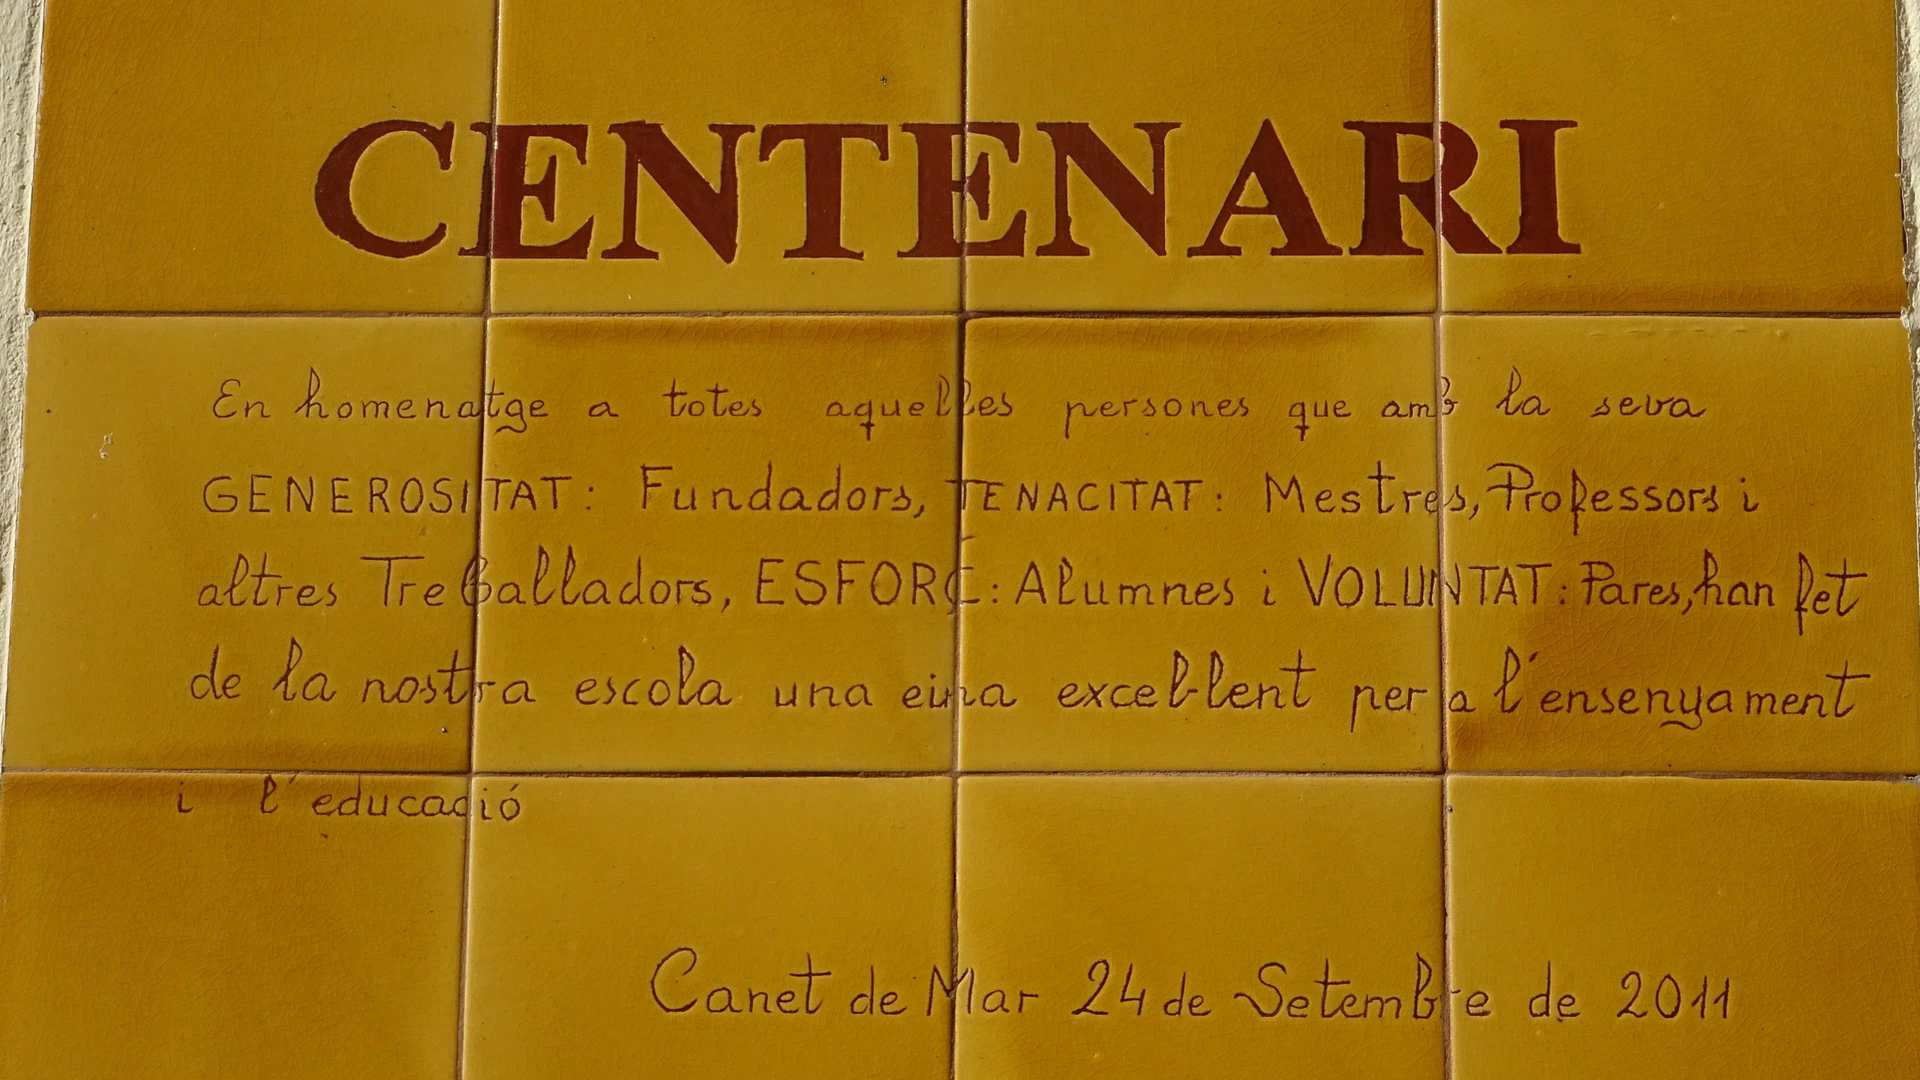 CENTENARI
En homenatge a totes aquelles persones que amb la seva
GENEROSITAT: Fundadors, TENACITAT: Mestres, Professors i
altres Treballadors, ESFORÇ: Alumnes i VOLUNTAT: Pares, han fet
de la nostra escola una eina excel·lent per a l'ensenyament
i l'educació
Canet de Mar 24 de Setembre de 2011